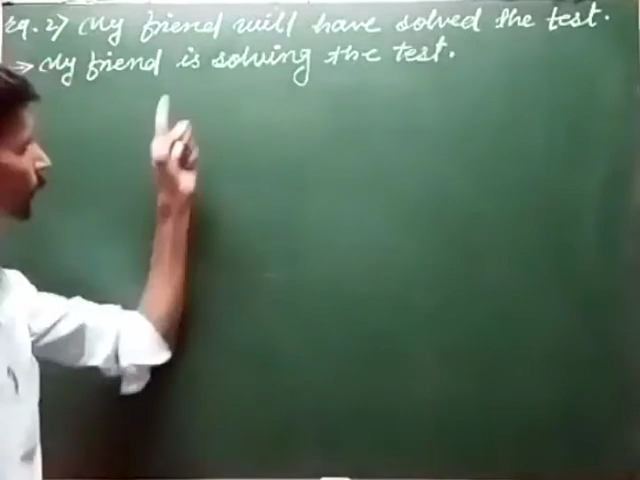 Eg. 2> My friend will have solved the test.
⇒ My friend is solving the test.